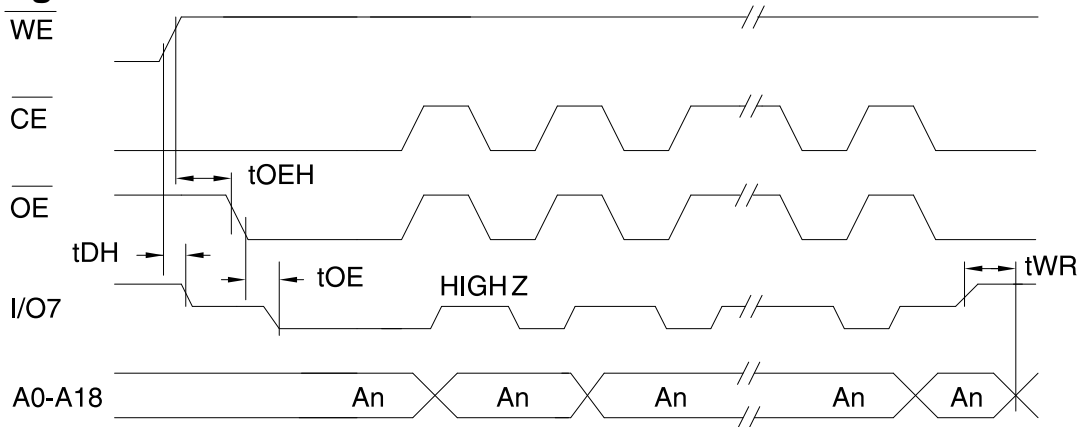 WE
CE
tOEH
OE
tDH
tOE
HIGH Z
tWR
I/O7
A0-A18 An An An An An